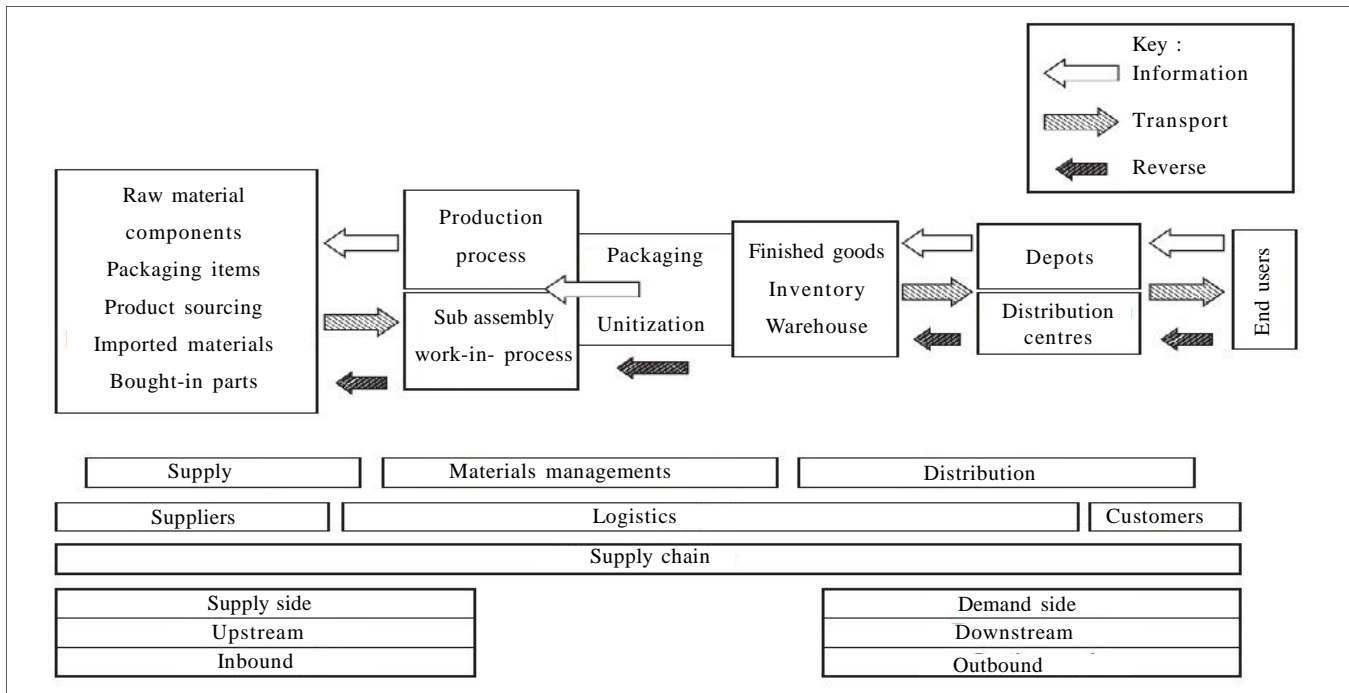 Key :
Information
Transport
Reverse
Raw material
components
Packaging items
Product sourcing
Imported materials
Bought-in parts
Production
process
Sub assembly
work-in- process
Packaging
Unitization
Finished goods
Inventory
Warehouse
Depots
Distribution
centres
End users
Supply
Materials managements
Distribution
Suppliers
Logistics
Customers
Supply chain
Supply side
Upstream
Inbound
Demand side
Downstream
Outbound